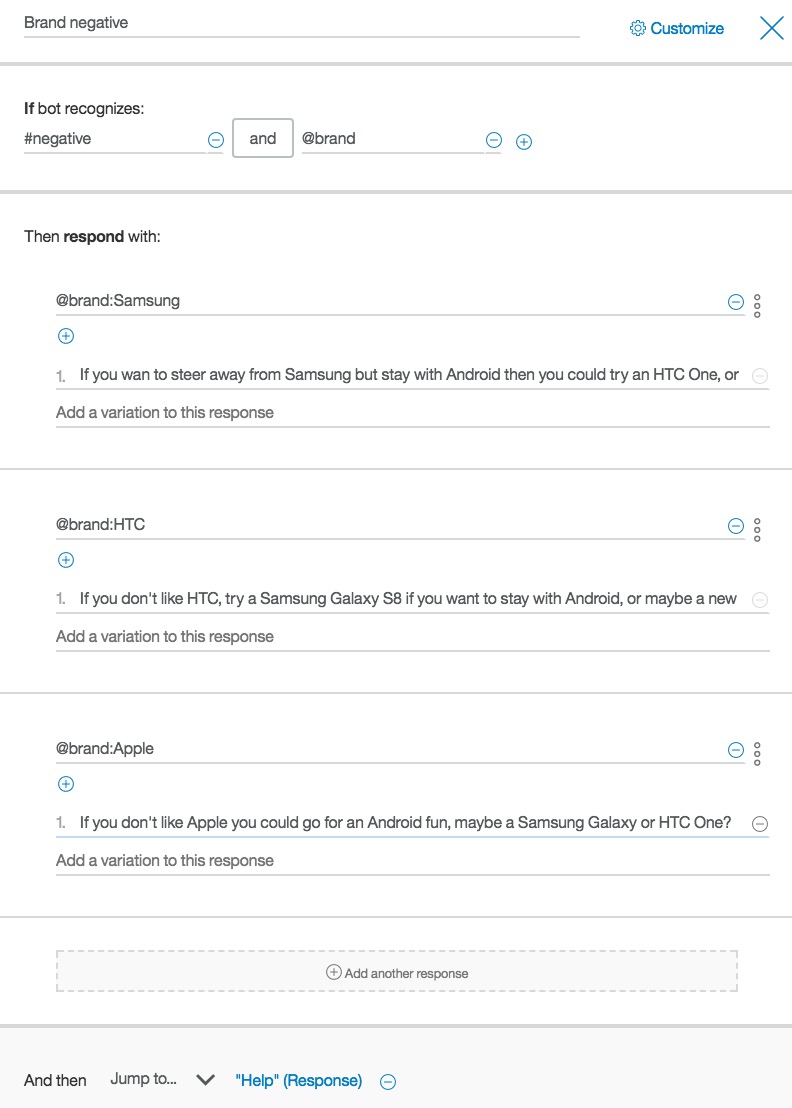 Brand negative
Customize
If bot recognizes:
#negative and @brand
Then respond with:
@brand:Samsung
1. If you wan to steer away from Samsung but stay with Android then you could try an HTC One, or
Add a variation to this response
@brand:HTC
1. If you don't like HTC, try a Samsung Galaxy S8 if you want to stay with Android, or maybe a new
Add a variation to this response
@brand:Apple
1. If you don't like Apple you could go for an Android fun, maybe a Samsung Galaxy or HTC One?
Add a variation to this response
Add another response
And then Jump to... "Help" (Response)